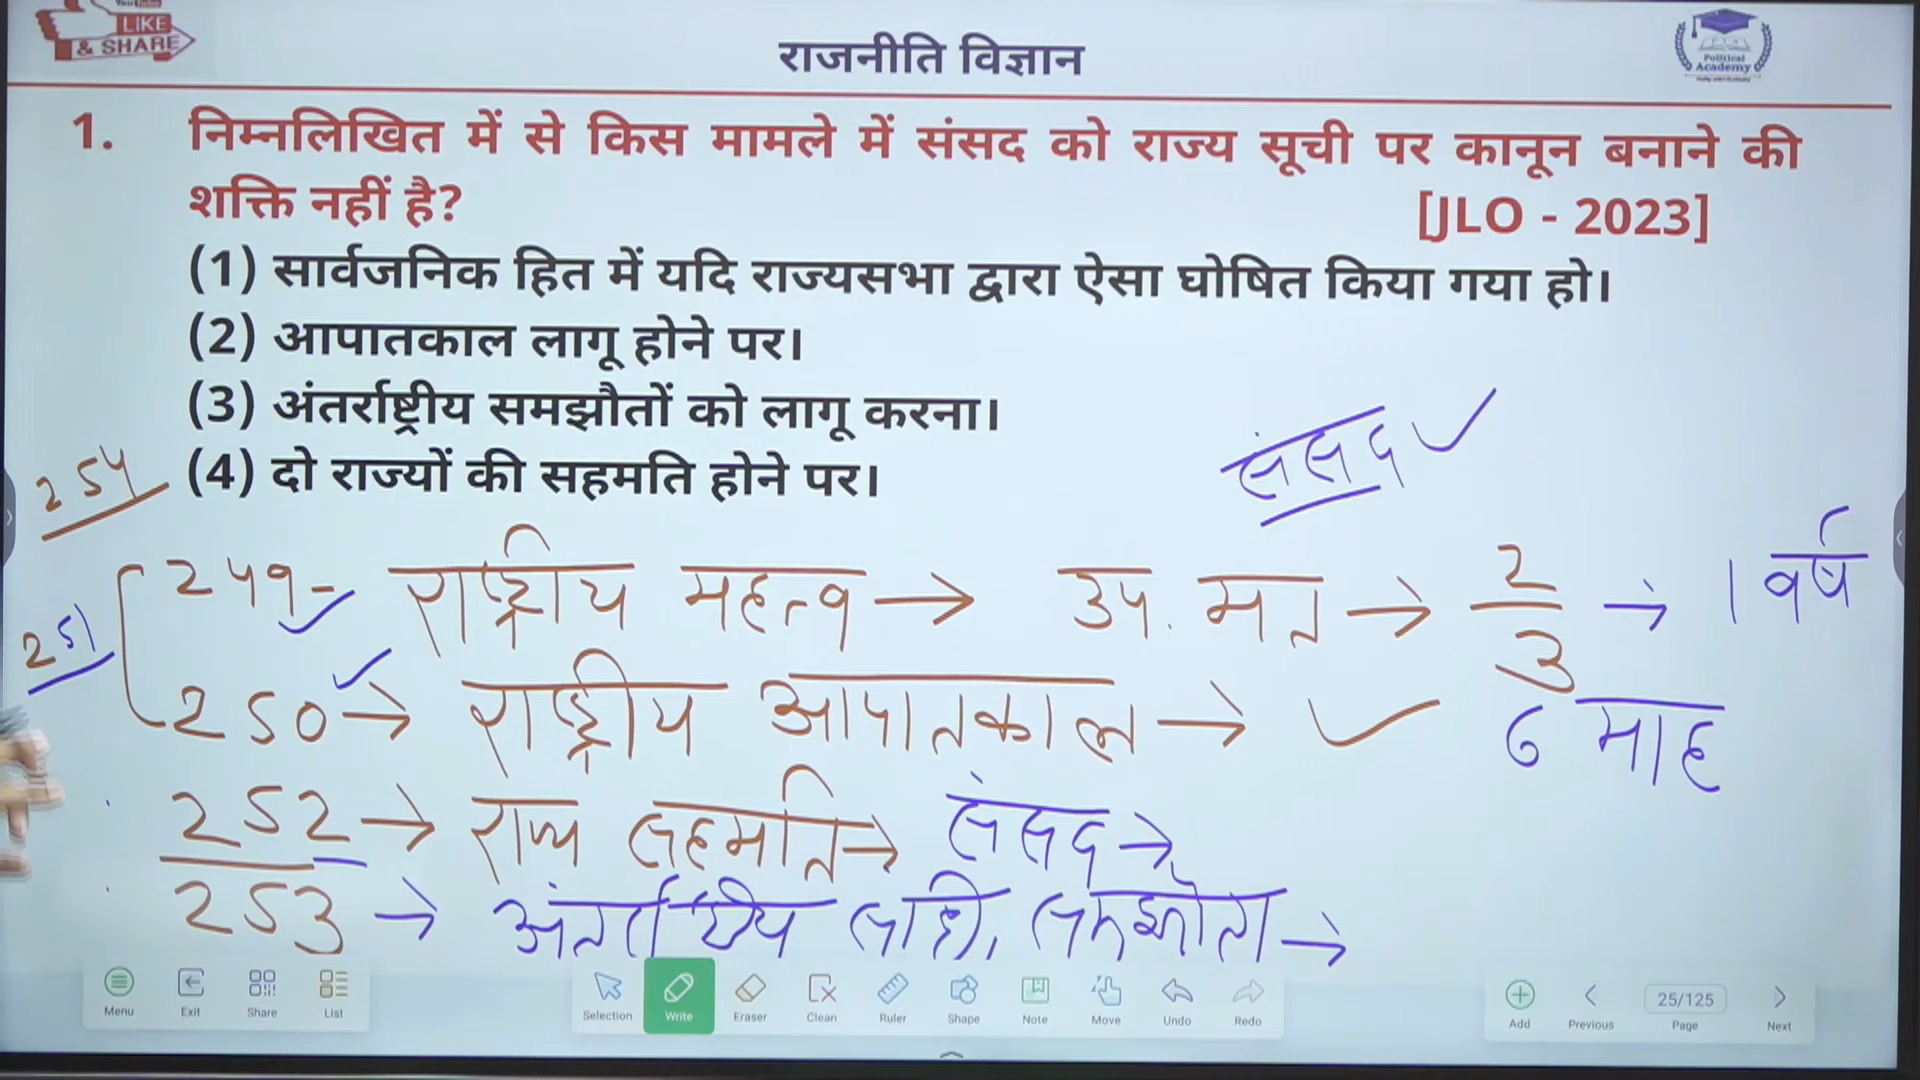 YouTube
LIKE
& SHARE
राजनीति विज्ञान
Political
Academy
1. निम्नलिखित में से किस मामले में संसद को राज्य सूची पर कानून बनाने की
शक्ति नहीं है? [JLO - 2023]
(1) सार्वजनिक हित में यदि राज्यसभा द्वारा ऐसा घोषित किया गया हो।
(2) आपातकाल लागू होने पर।
(3) अंतर्राष्ट्रीय समझौतों को लागू करना।
(4) दो राज्यों की सहमति होने पर।
संसद ✓
254
249 - राष्ट्रीय महत्व → उप. मत → 2/3 → 1 वर्ष
251
250 → राष्ट्रीय आपातकाल → ✓ 6 माह
252 → राज्य सहमति → संसद →
253 → अंतर्राष्ट्रीय संधि, समझौता →
Menu Exit Share List Selection Write Eraser Clean Ruler Shape Note Move Undo Redo Add Previous 25/125 Page Next